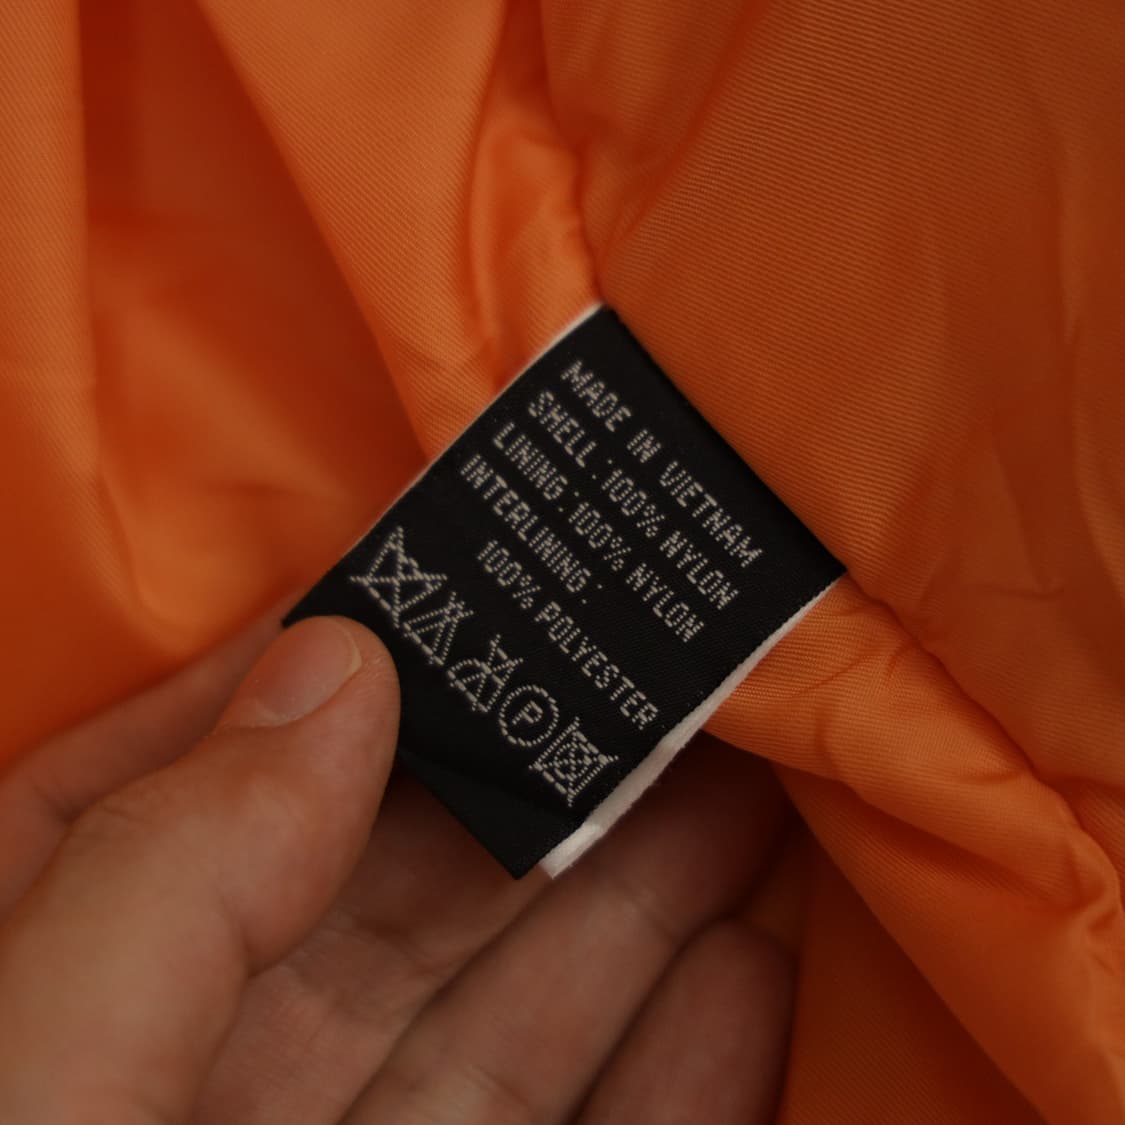 MADE IN VIETNAM
SHELL : 100% NYLON
LINING : 100% NYLON
INTERLINING :
100% POLYESTER
P